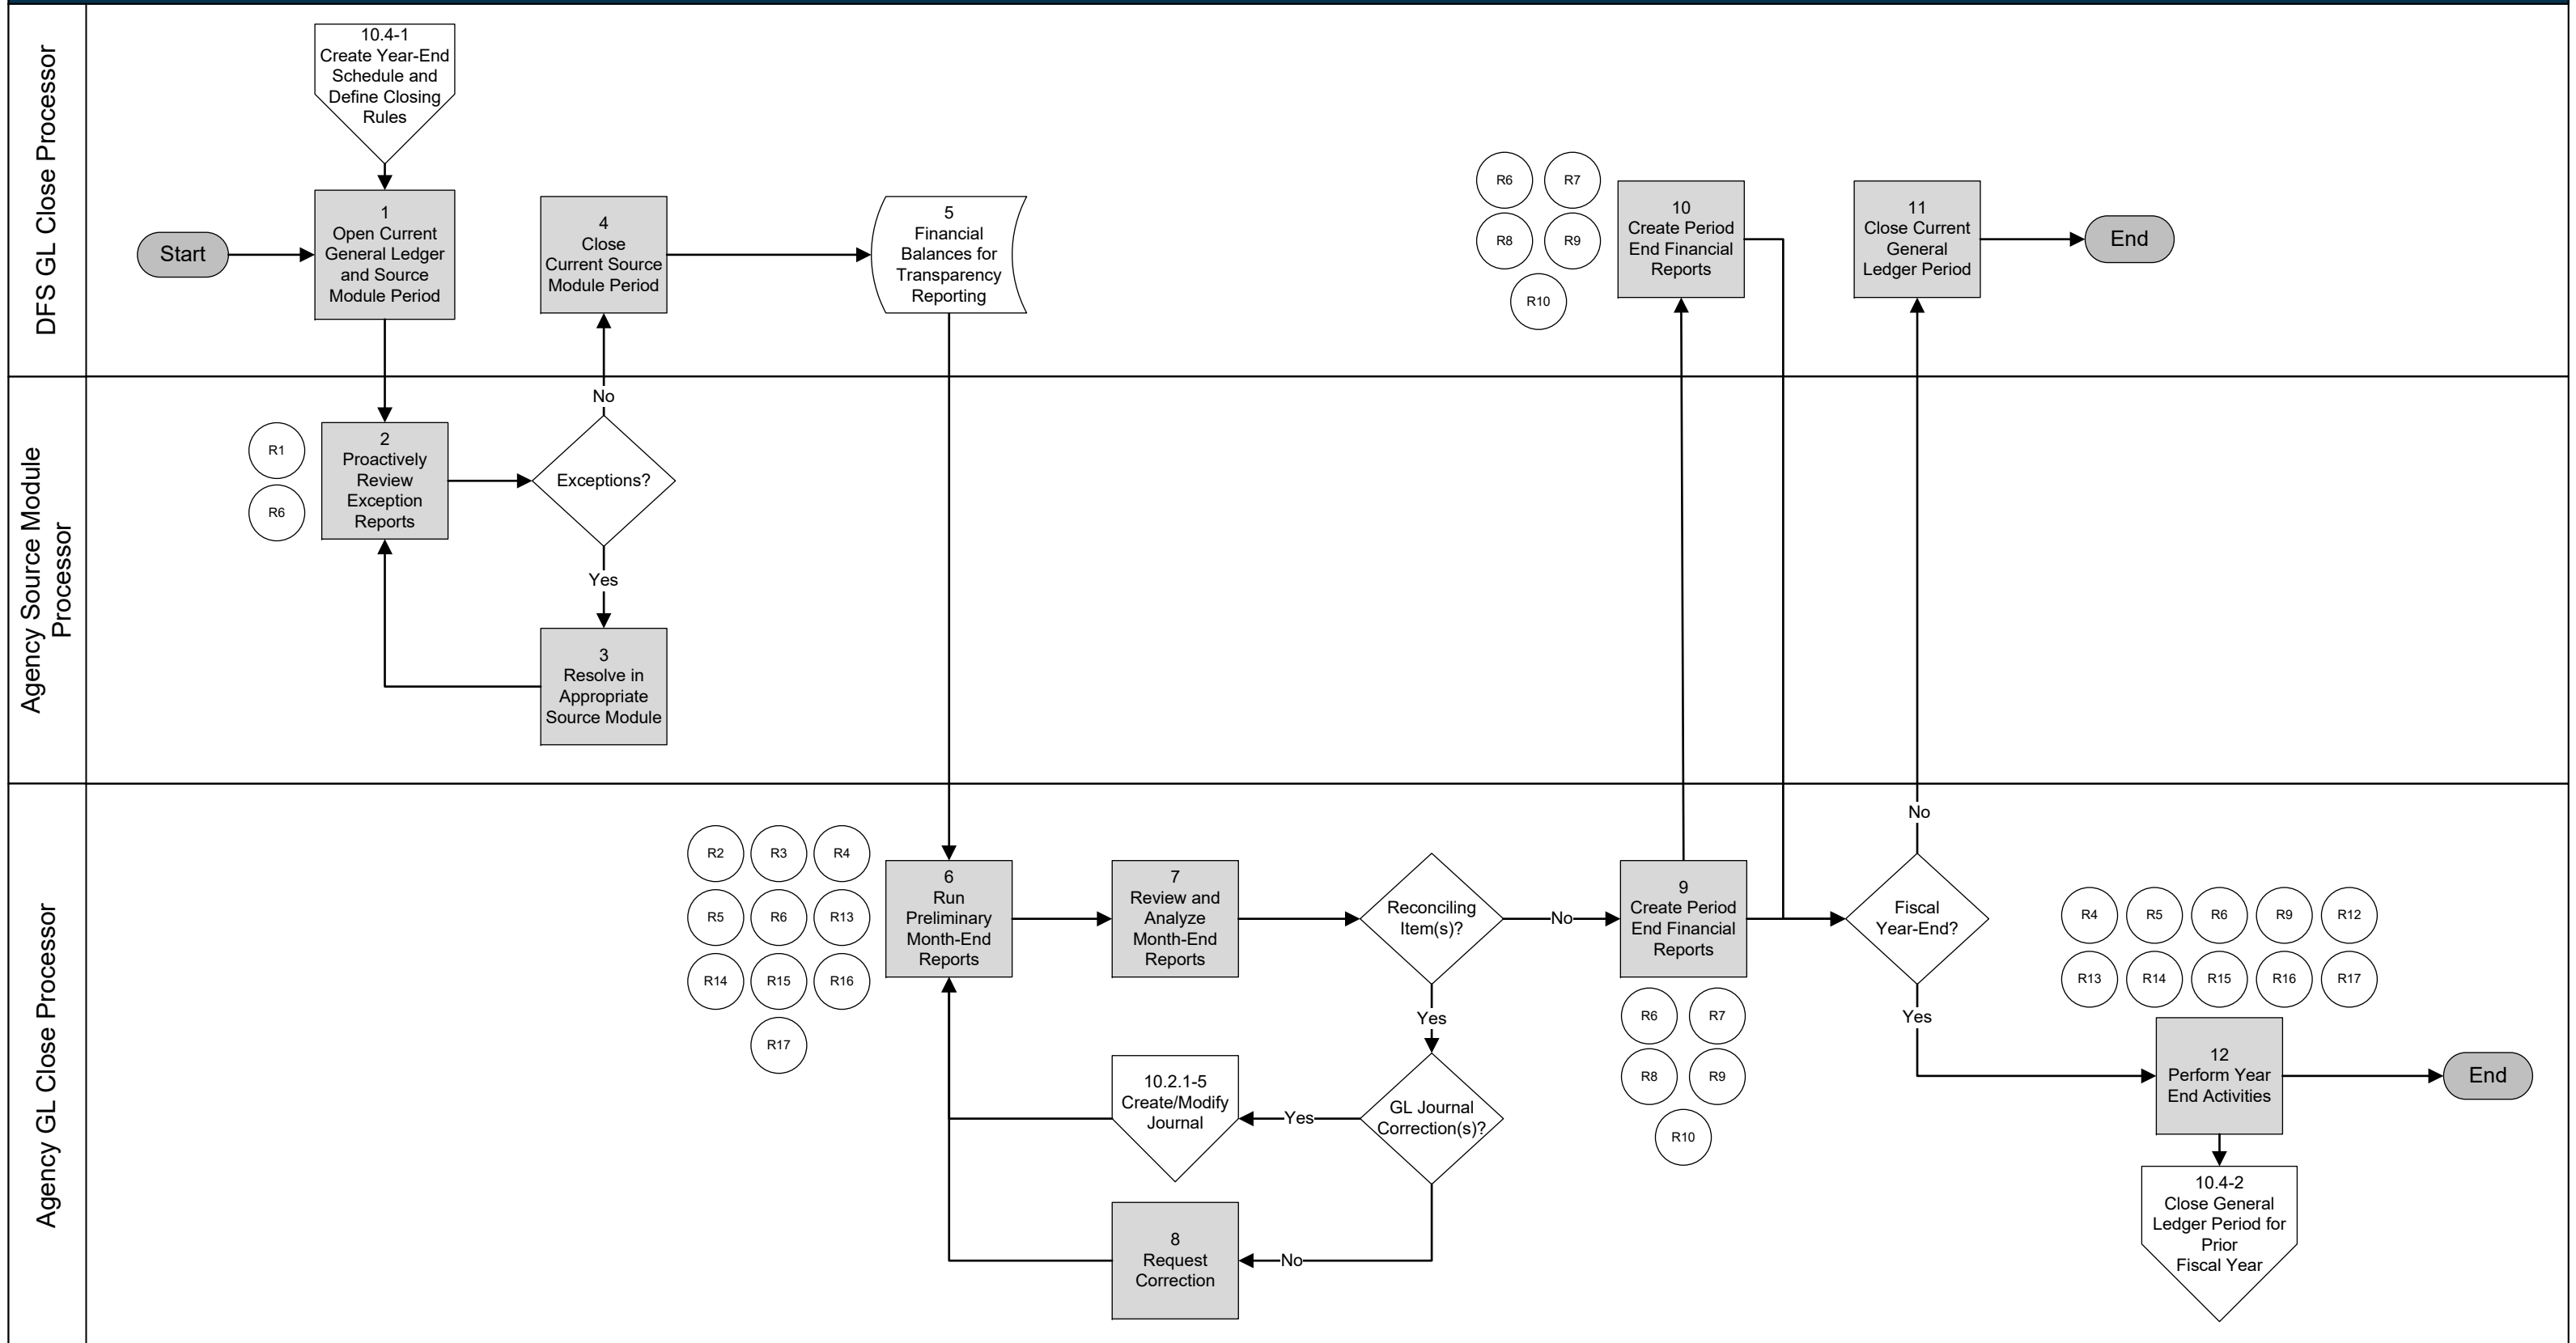 DFS GL Close Processor
10.4-1
Create Year-End
Schedule and
Define Closing
Rules
Start
1
Open Current
General Ledger
and Source
Module Period
4
Close
Current Source
Module Period
5
Financial
Balances for
Transparency
Reporting
R6
R7
R8
R9
R10
10
Create Period
End Financial
Reports
11
Close Current
General
Ledger Period
End
Agency Source Module
Processor
R1
R6
2
Proactively
Review
Exception
Reports
No
Exceptions?
Yes
3
Resolve in
Appropriate
Source Module
Agency GL Close Processor
R2
R3
R4
R5
R6
R13
R14
R15
R16
R17
6
Run
Preliminary
Month-End
Reports
7
Review and
Analyze
Month-End
Reports
Reconciling
Item(s)?
No
Yes
10.2.1-5
Create/Modify
Journal
Yes
GL Journal
Correction(s)?
8
Request
Correction
No
9
Create Period
End Financial
Reports
R6
R7
R8
R9
R10
No
Fiscal
Year-End?
Yes
R4
R5
R6
R9
R12
R13
R14
R15
R16
R17
12
Perform Year
End Activities
End
10.4-2
Close General
Ledger Period for
Prior
Fiscal Year